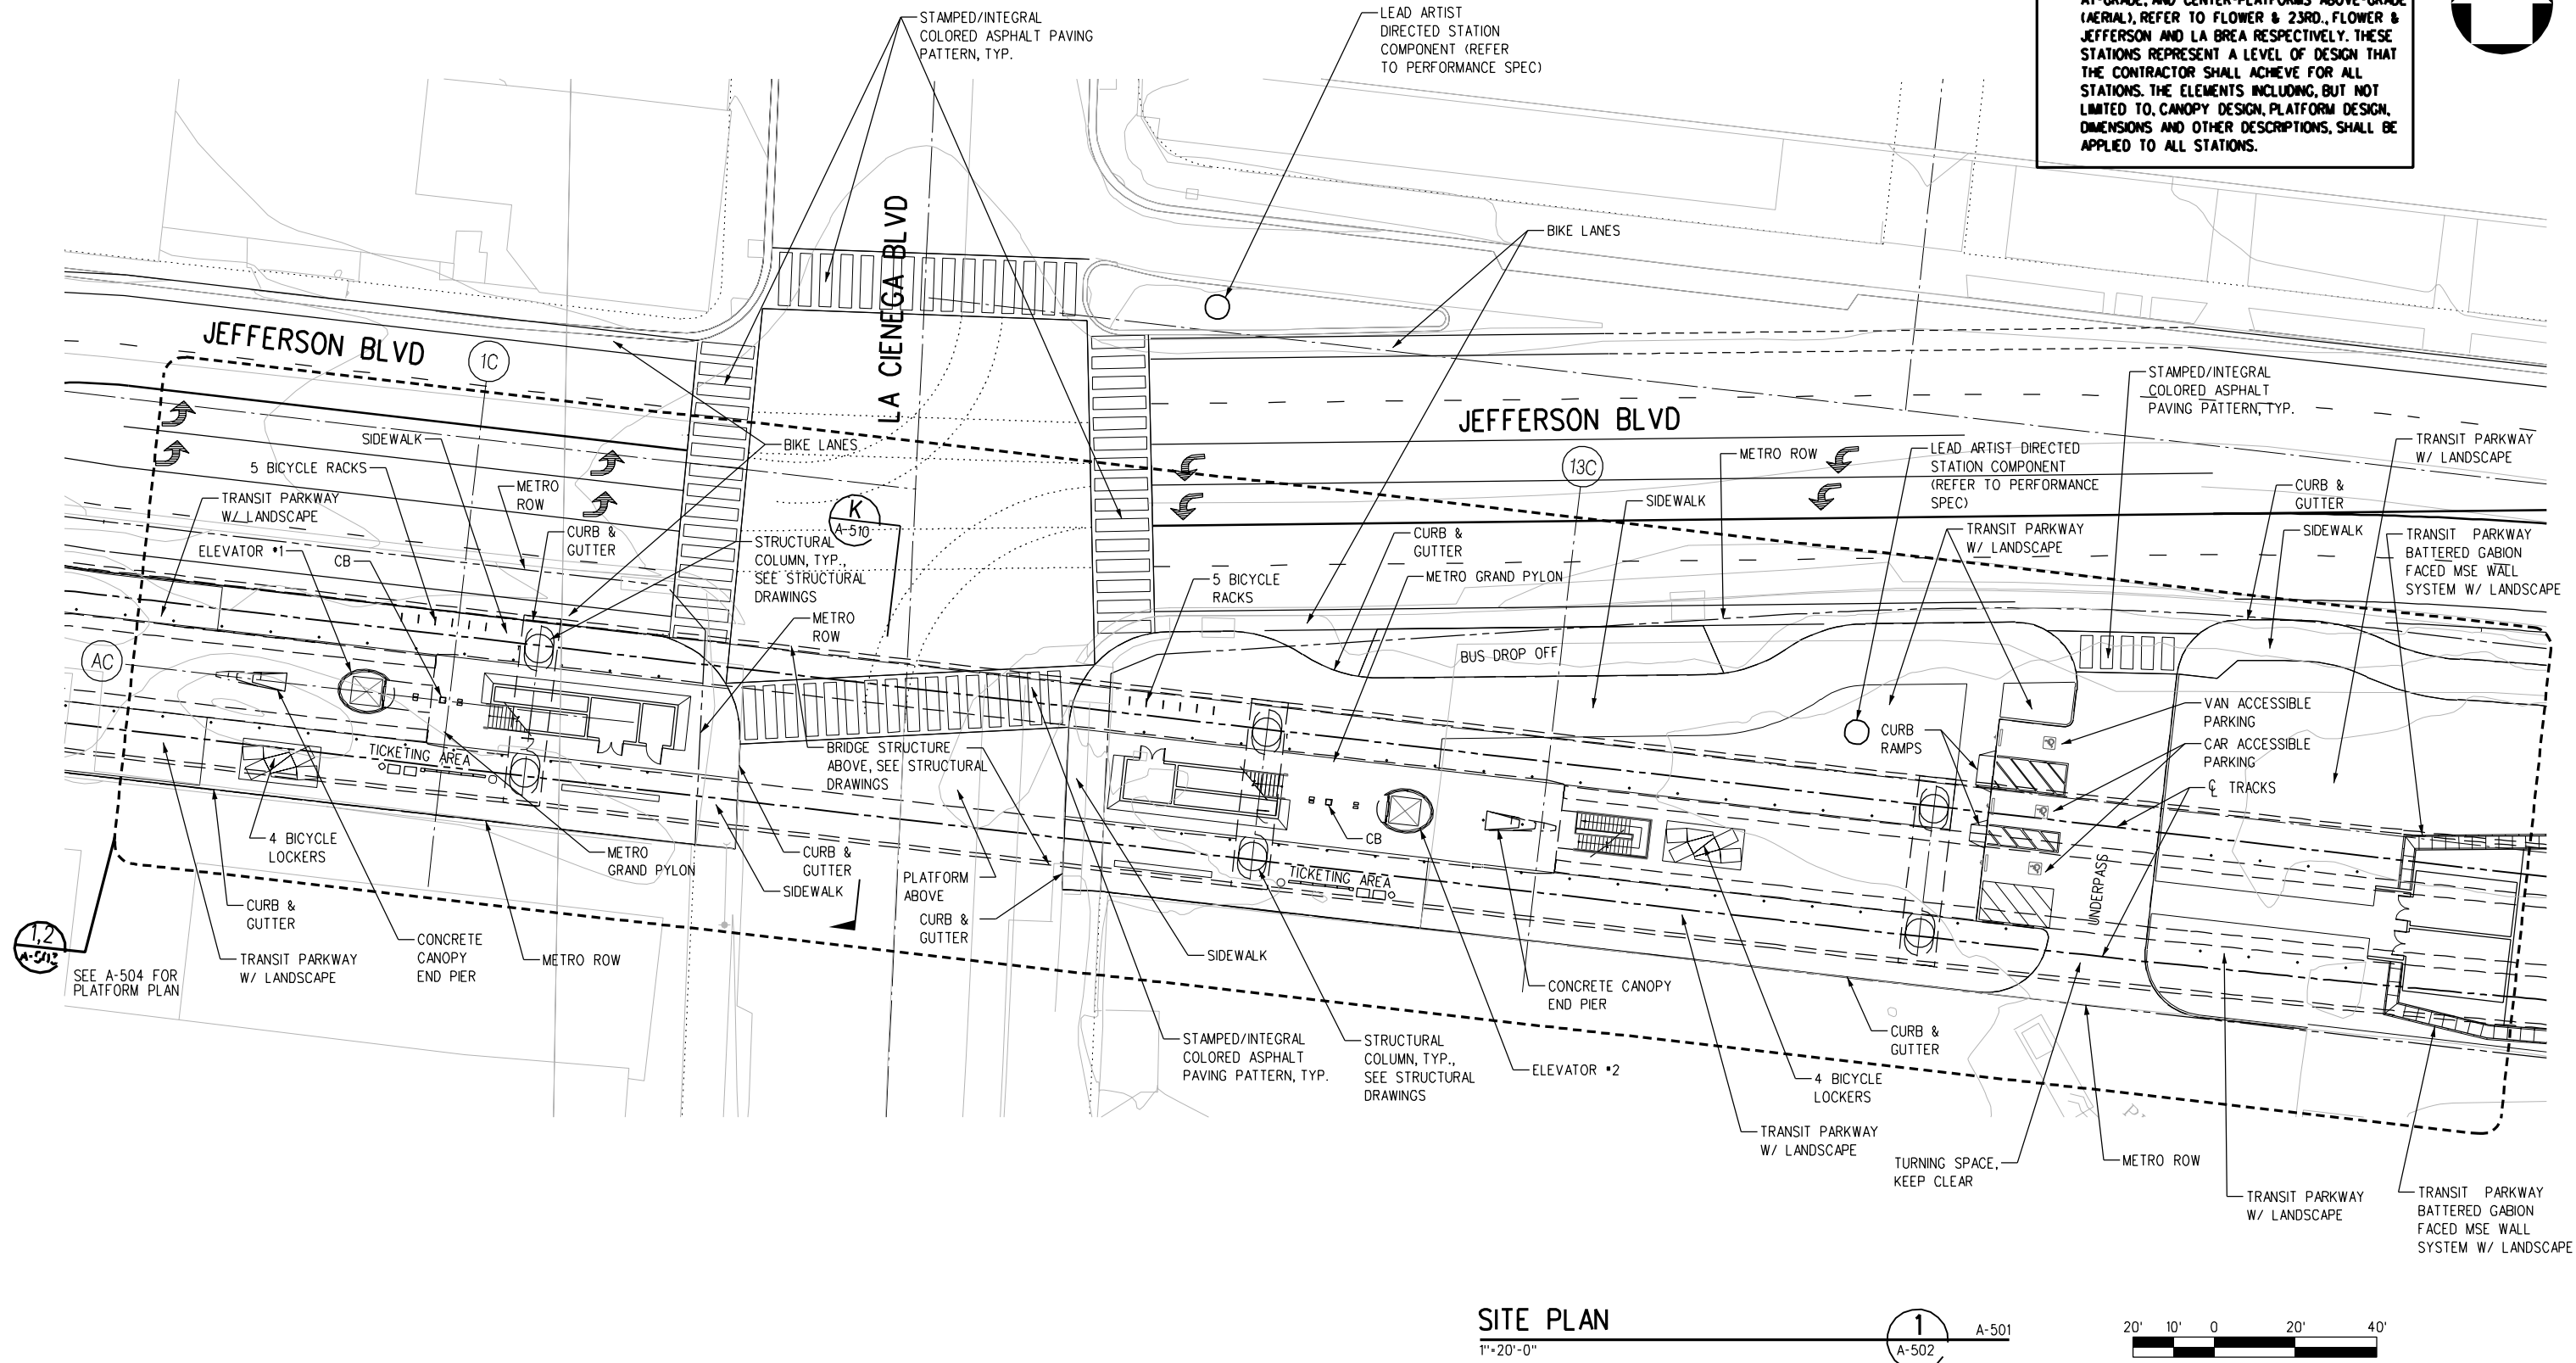 STAMPED/INTEGRAL
COLORED ASPHALT PAVING
PATTERN, TYP.
LEAD ARTIST
DIRECTED STATION
COMPONENT (REFER
TO PERFORMANCE SPEC)
AT-GRADE, AND CENTER-PLATFORMS ABOVE-GRADE
(AERIAL), REFER TO FLOWER & 23RD., FLOWER &
JEFFERSON AND LA BREA RESPECTIVELY. THESE
STATIONS REPRESENT A LEVEL OF DESIGN THAT
THE CONTRACTOR SHALL ACHIEVE FOR ALL
STATIONS. THE ELEMENTS INCLUDING, BUT NOT
LIMITED TO, CANOPY DESIGN, PLATFORM DESIGN,
DIMENSIONS AND OTHER DESCRIPTIONS, SHALL BE
APPLIED TO ALL STATIONS.
LA CIENEGA BLVD
BIKE LANES
JEFFERSON BLVD
1C
STAMPED/INTEGRAL
COLORED ASPHALT
PAVING PATTERN, TYP.
JEFFERSON BLVD
SIDEWALK
BIKE LANES
5 BICYCLE RACKS
METRO
ROW
TRANSIT PARKWAY
W/ LANDSCAPE
CURB &
GUTTER
ELEVATOR #1
CB
K
A-510
STRUCTURAL
COLUMN, TYP.,
SEE STRUCTURAL
DRAWINGS
METRO
ROW
13C
METRO ROW
LEAD ARTIST DIRECTED
STATION COMPONENT
(REFER TO PERFORMANCE
SPEC)
TRANSIT PARKWAY
W/ LANDSCAPE
SIDEWALK
CURB &
GUTTER
TRANSIT PARKWAY
W/ LANDSCAPE
SIDEWALK
CURB &
GUTTER
TRANSIT PARKWAY
BATTERED GABION
FACED MSE WALL
SYSTEM W/ LANDSCAPE
METRO GRAND PYLON
5 BICYCLE
RACKS
BUS DROP OFF
AC
TICKETING AREA
BRIDGE STRUCTURE
ABOVE, SEE STRUCTURAL
DRAWINGS
CURB
RAMPS
VAN ACCESSIBLE
PARKING
CAR ACCESSIBLE
PARKING
℄ TRACKS
4 BICYCLE
LOCKERS
METRO
GRAND PYLON
CURB &
GUTTER
SIDEWALK
PLATFORM
ABOVE
CURB &
GUTTER
CB
TICKETING AREA
UNDERPASS
CURB &
GUTTER
1,2
SEE A-504 FOR
PLATFORM PLAN
TRANSIT PARKWAY
W/ LANDSCAPE
CONCRETE
CANOPY
END PIER
METRO ROW
SIDEWALK
CONCRETE CANOPY
END PIER
STAMPED/INTEGRAL
COLORED ASPHALT
PAVING PATTERN, TYP.
STRUCTURAL
COLUMN, TYP.,
SEE STRUCTURAL
DRAWINGS
ELEVATOR #2
4 BICYCLE
LOCKERS
CURB &
GUTTER
TRANSIT PARKWAY
W/ LANDSCAPE
TURNING SPACE,
KEEP CLEAR
METRO ROW
TRANSIT PARKWAY
W/ LANDSCAPE
TRANSIT PARKWAY
BATTERED GABION
FACED MSE WALL
SYSTEM W/ LANDSCAPE
SITE PLAN
1"=20'-0"
1
A-502
A-501
20' 10' 0 20' 40'